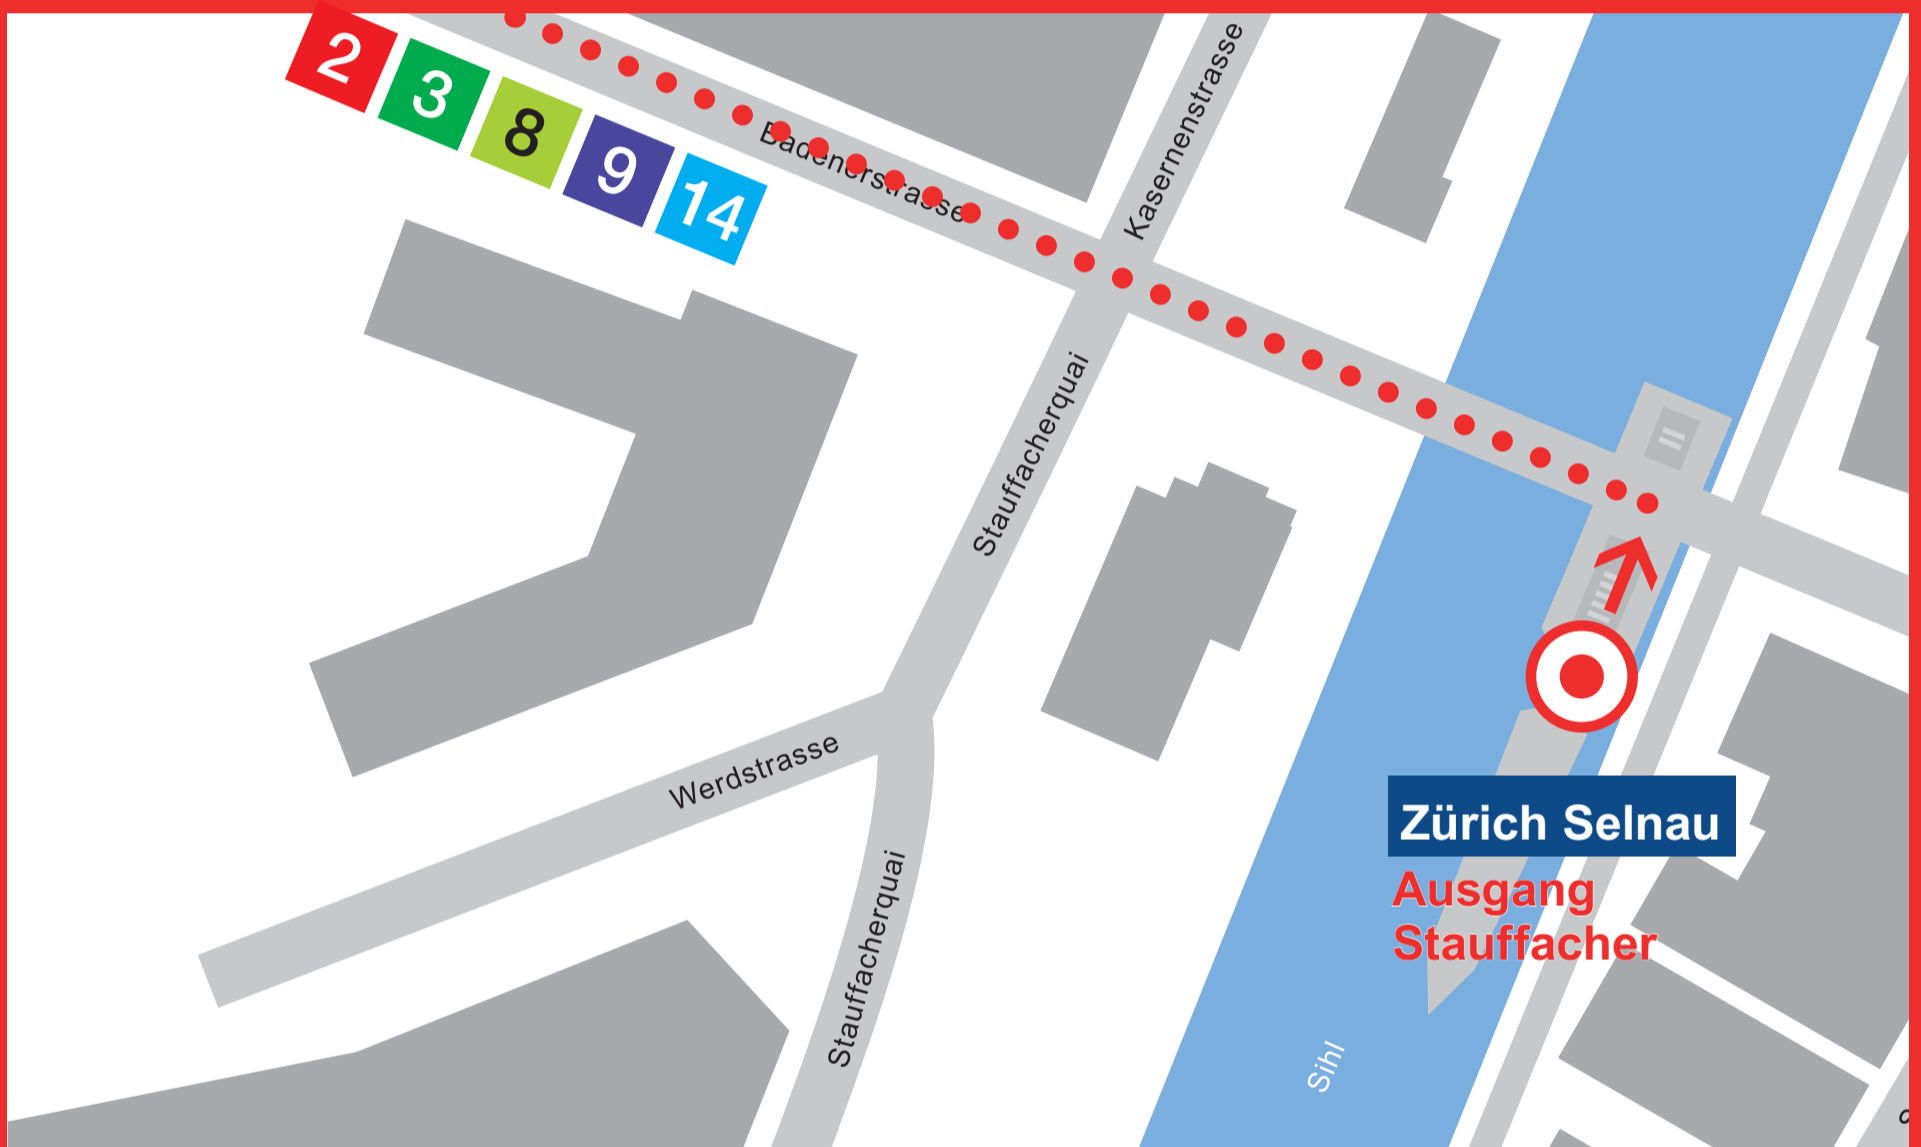 2
3
8
9
14
Badenerstrasse
Kasernenstrasse
Stauffacherquai
Werdstrasse
Stauffacherquai
Zürich Selnau
Ausgang
Stauffacher
Sihl